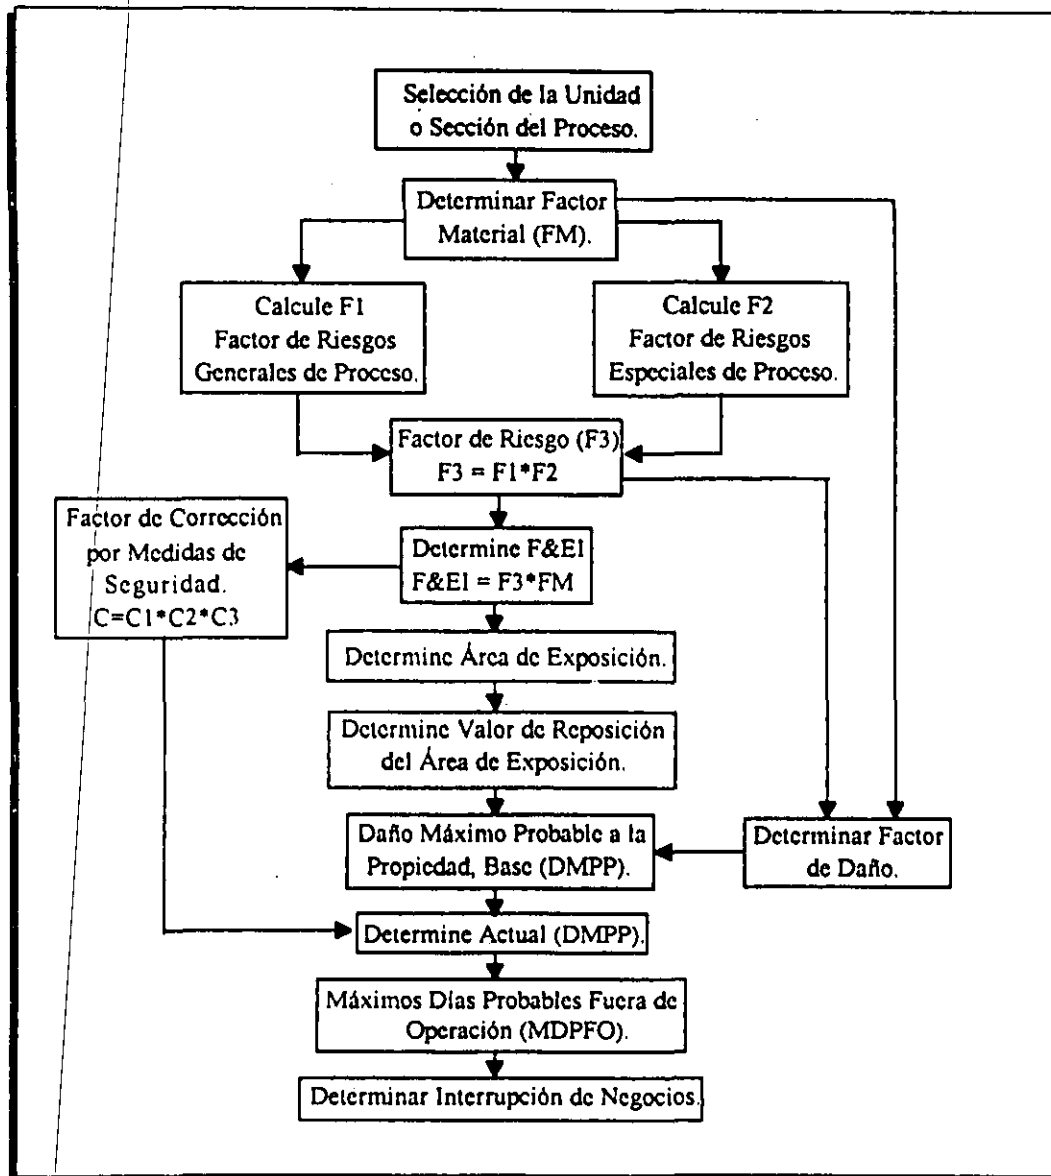 Selección de la Unidad
o Sección del Proceso.
Determinar Factor
Material (FM).
Calcule F1
Factor de Riesgos
Generales de Proceso.
Calcule F2
Factor de Riesgos
Especiales de Proceso.
Factor de Riesgo (F3)
F3 = F1*F2
Factor de Corrección
por Medidas de
Seguridad.
C=C1*C2*C3
Determine F&E1
F&E1 = F3*FM
Determine Área de Exposición.
Determine Valor de Reposición
del Área de Exposición.
Daño Máximo Probable a la
Propiedad, Base (DMPP).
Determinar Factor
de Daño.
Determine Actual (DMPP).
Máximos Días Probables Fuera de
Operación (MDPFO).
Determinar Interrupción de Negocios.